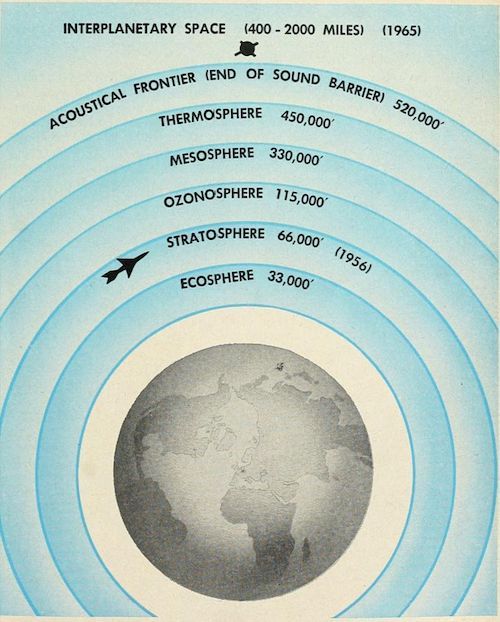 INTERPLANETARY SPACE (400 - 2000 MILES) (1965)
ACOUSTICAL FRONTIER (END OF SOUND BARRIER) 520,000′
THERMOSPHERE 450,000′
MESOSPHERE 330,000′
OZONOSPHERE 115,000′
STRATOSPHERE 66,000′ (1956)
ECOSPHERE 33,000′